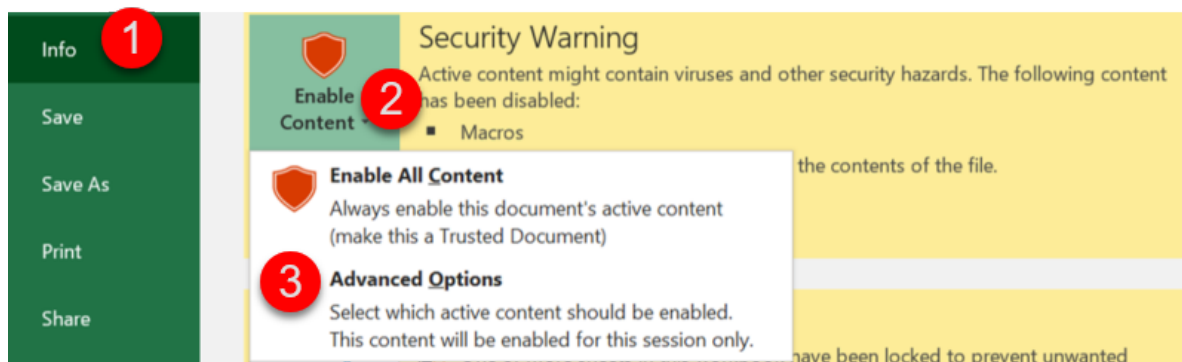 Info
1
Save
Save As
Print
Share
Enable
Content
2
Security Warning
Active content might contain viruses and other security hazards. The following content
has been disabled:
▪ Macros
the contents of the file.
Enable All Content
Always enable this document's active content
(make this a Trusted Document)
3
Advanced Options
Select which active content should be enabled.
This content will be enabled for this session only.
have been locked to prevent unwanted